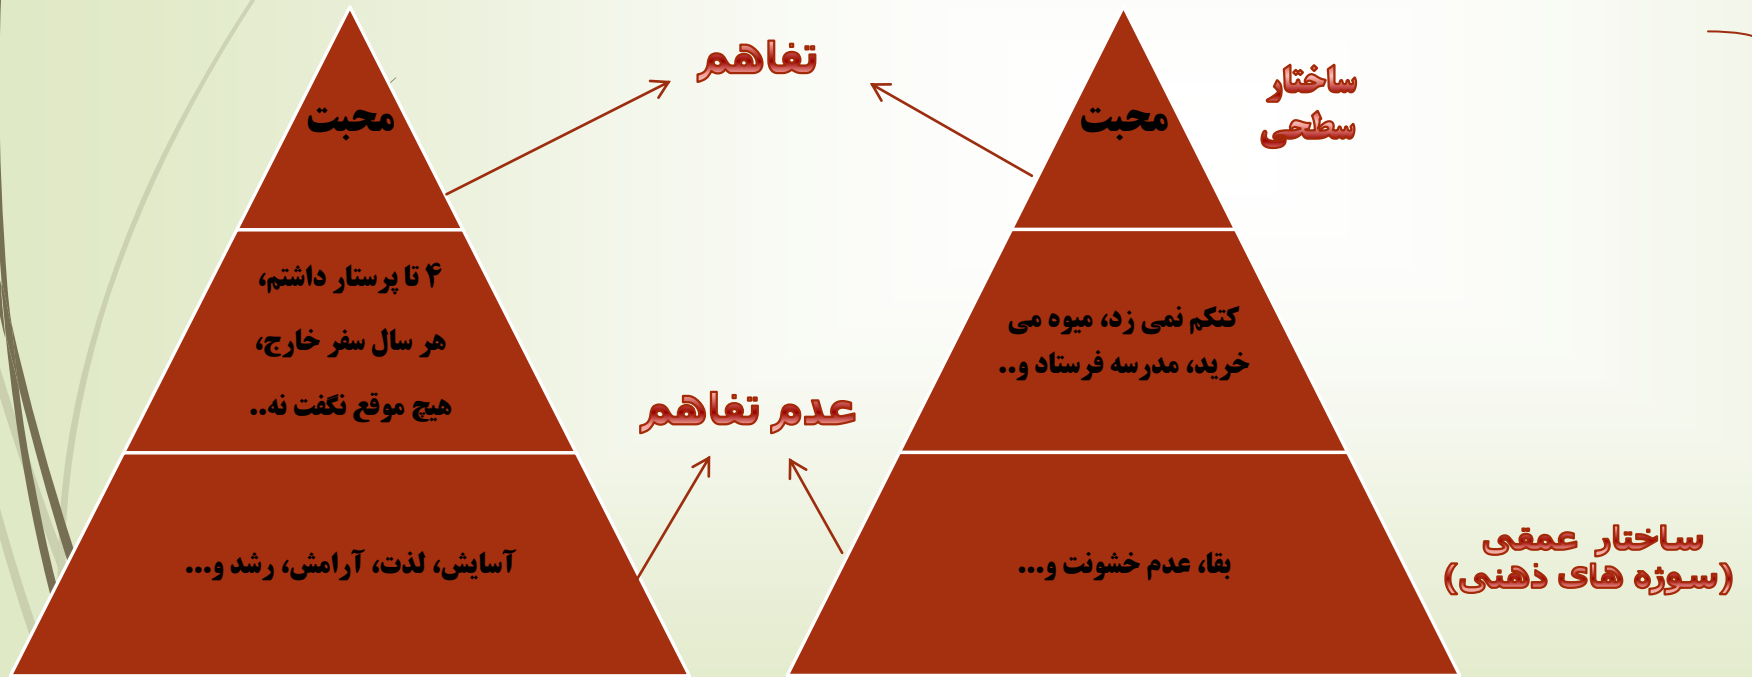 تفاهم
ساختار
سطحی
محبت
محبت
کتکم نمی زد، میوه می
خرید، مدرسه فرستاد و..
۴ تا پرستار داشتم،
هر سال سفر خارج،
هیچ موقع نگفت نه..
عدم تفاهم
ساختار عمقی
(سوژه های ذهنی)
بقا، عدم خشونت و...
آسایش، لذت، آرامش، رشد و...